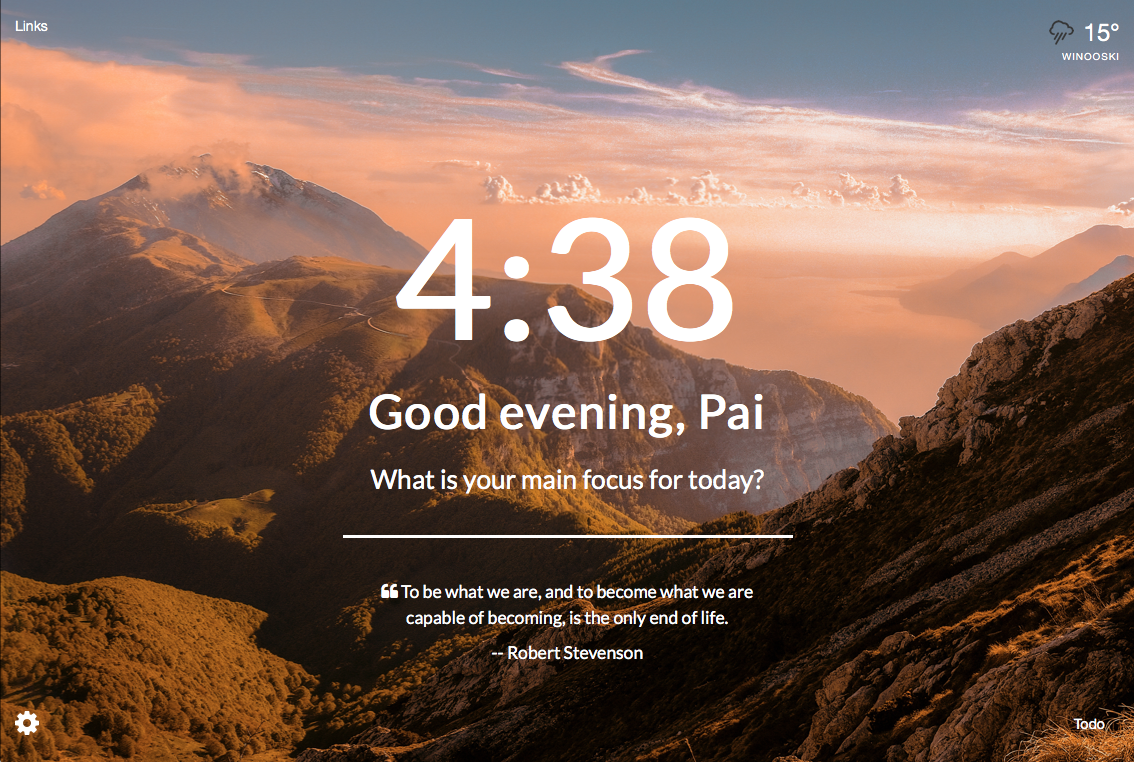 Links
15°
WINOOSKI
4:38
Good evening, Pai
What is your main focus for today?
❝ To be what we are, and to become what we are
capable of becoming, is the only end of life.
-- Robert Stevenson
Todo